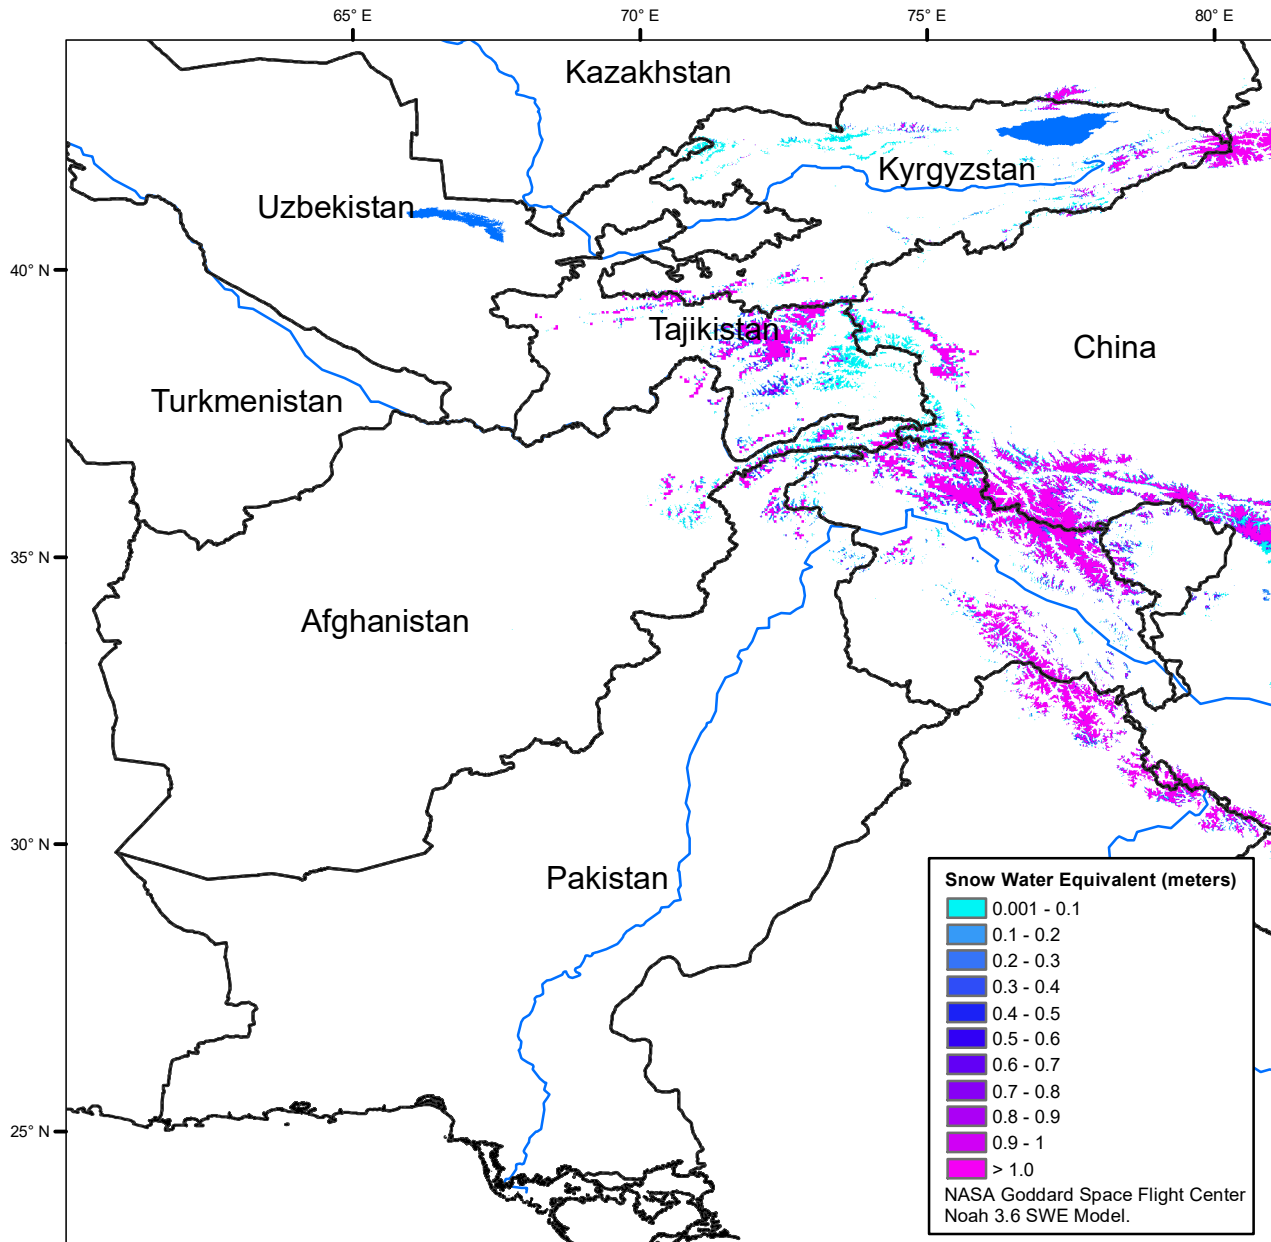 65° E
70° E
75° E
80° E
Kazakhstan
Kyrgyzstan
Uzbekistan
40° N
Tajikistan
China
Turkmenistan
35° N
Afghanistan
30° N
Pakistan
25° N
Snow Water Equivalent (meters)
0.001 - 0.1
0.1 - 0.2
0.2 - 0.3
0.3 - 0.4
0.4 - 0.5
0.5 - 0.6
0.6 - 0.7
0.7 - 0.8
0.8 - 0.9
0.9 - 1
> 1.0
NASA Goddard Space Flight Center
Noah 3.6 SWE Model.